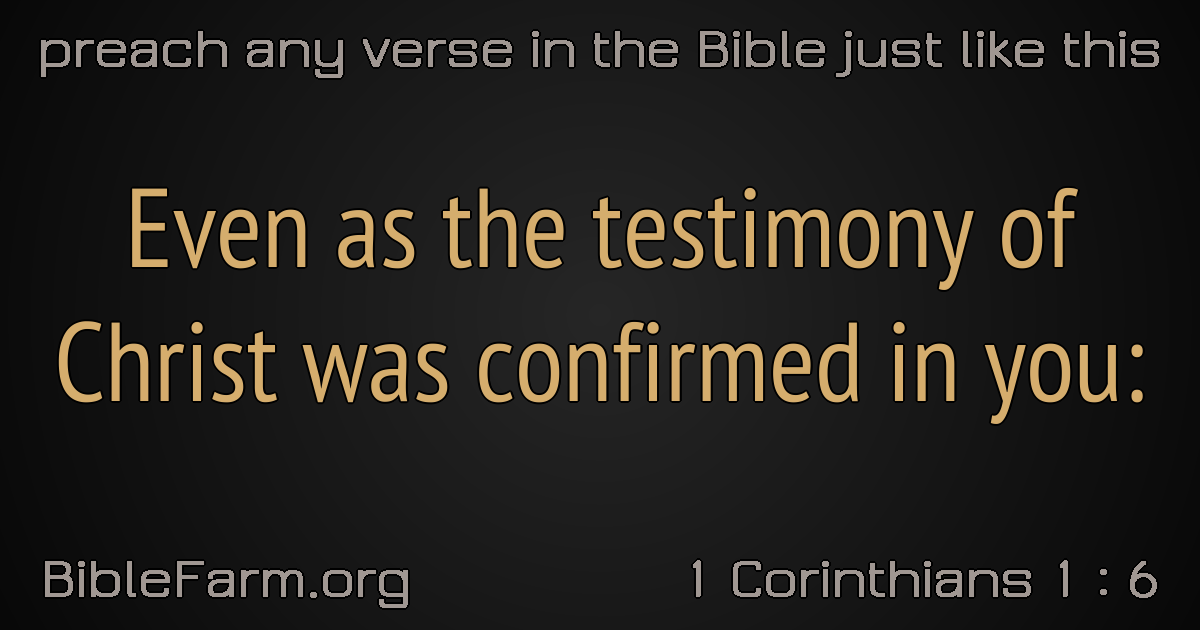 preach any verse in the Bible just like this
Even as the testimony of
Christ was confirmed in you:
BibleFarm.org
1 Corinthians 1 : 6